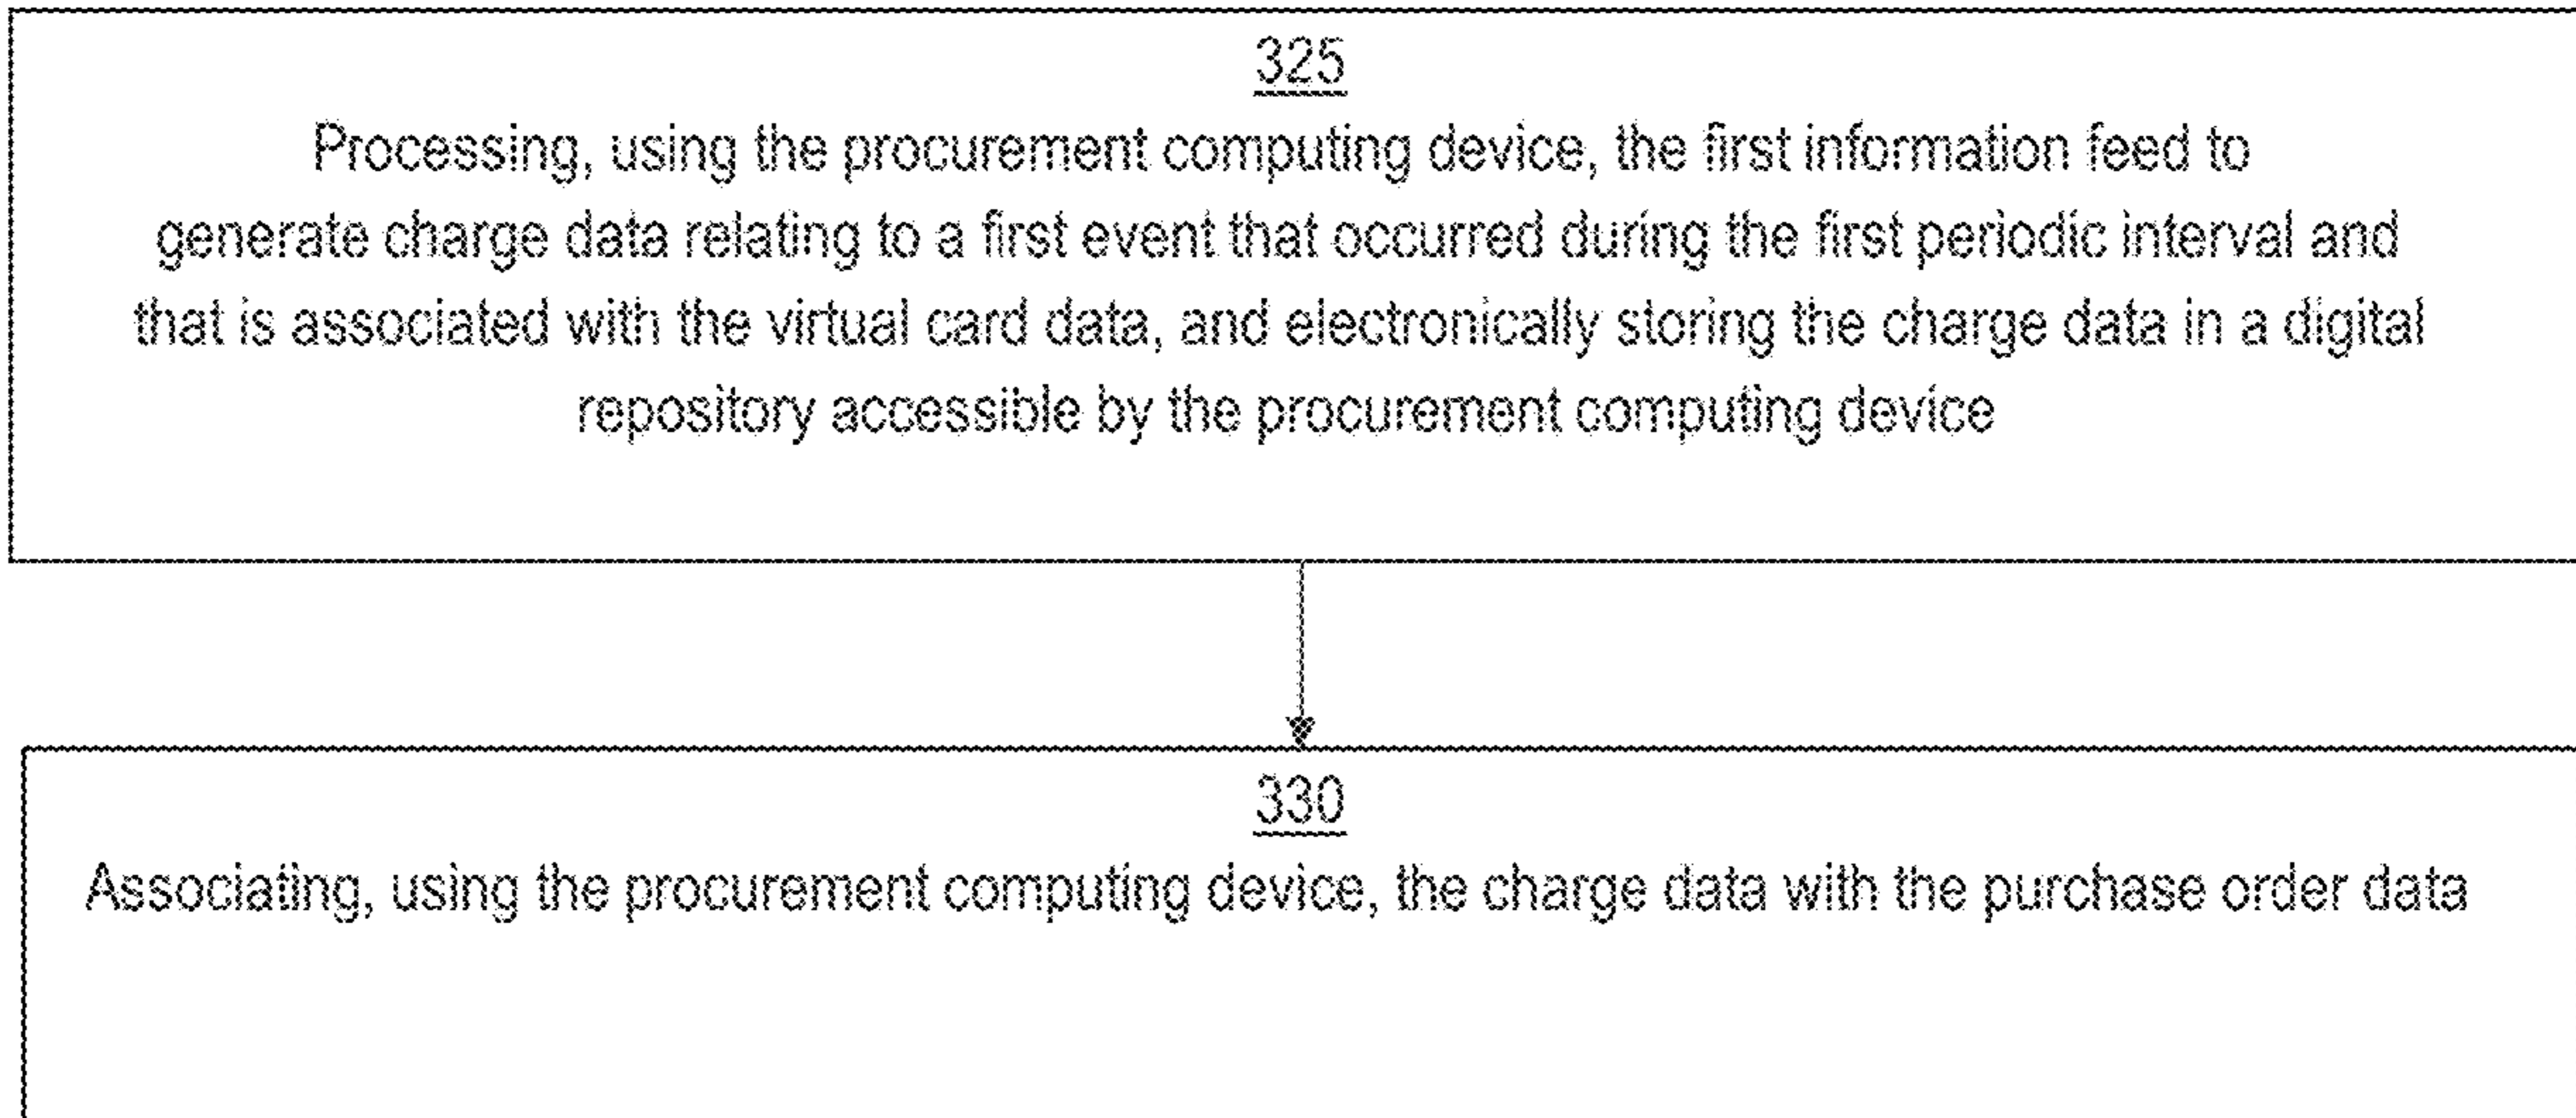 325
Processing, using the procurement computing device, the first information feed to
generate charge data relating to a first event that occurred during the first periodic interval and
that is associated with the virtual card data, and electronically storing the charge data in a digital
repository accessible by the procurement computing device
330
Associating, using the procurement computing device, the charge data with the purchase order data